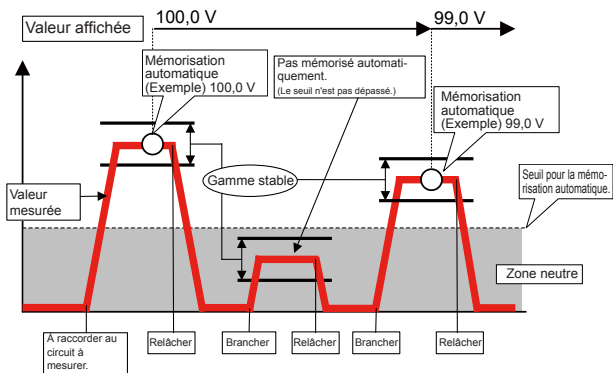 Valeur affichée
100,0 V
99,0 V
Mémorisation
automatique
(Exemple) 100,0 V
Pas mémorisé automati-
quement.
(Le seuil n'est pas dépassé.)
Mémorisation
automatique
(Exemple) 99,0 V
Gamme stable
Seuil pour la mémo-
risation automatique.
Valeur
mesurée
Zone neutre
À raccorder au
circuit à
mesurer.
Relâcher
Brancher
Relâcher
Brancher
Relâcher